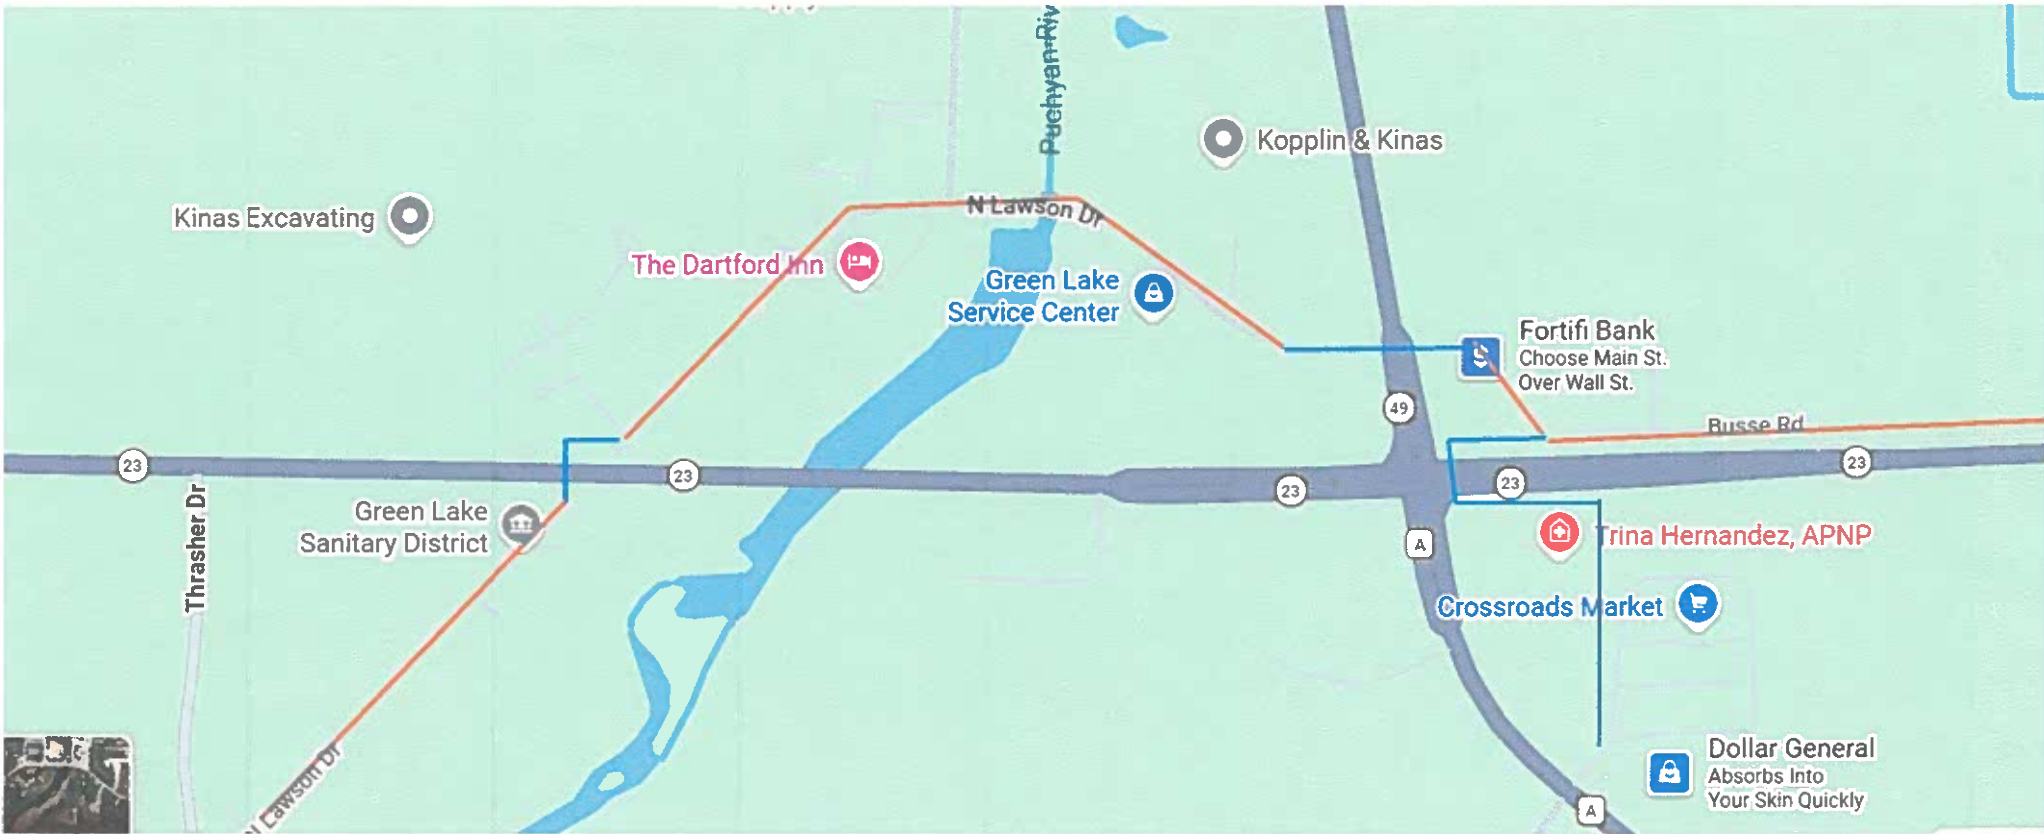 Puchyan Riv
Kopplin & Kinas
Kinas Excavating
N Lawson Dr
The Dartford Inn
Green Lake
Service Center
Fortifi Bank
Choose Main St.
Over Wall St.
49
Busse Rd
23
23
23
23
23
Green Lake
Sanitary District
Thrasher Dr
A
Trina Hernandez, APNP
Crossroads Market
N Lawson Dr
Dollar General
Absorbs Into
Your Skin Quickly
A